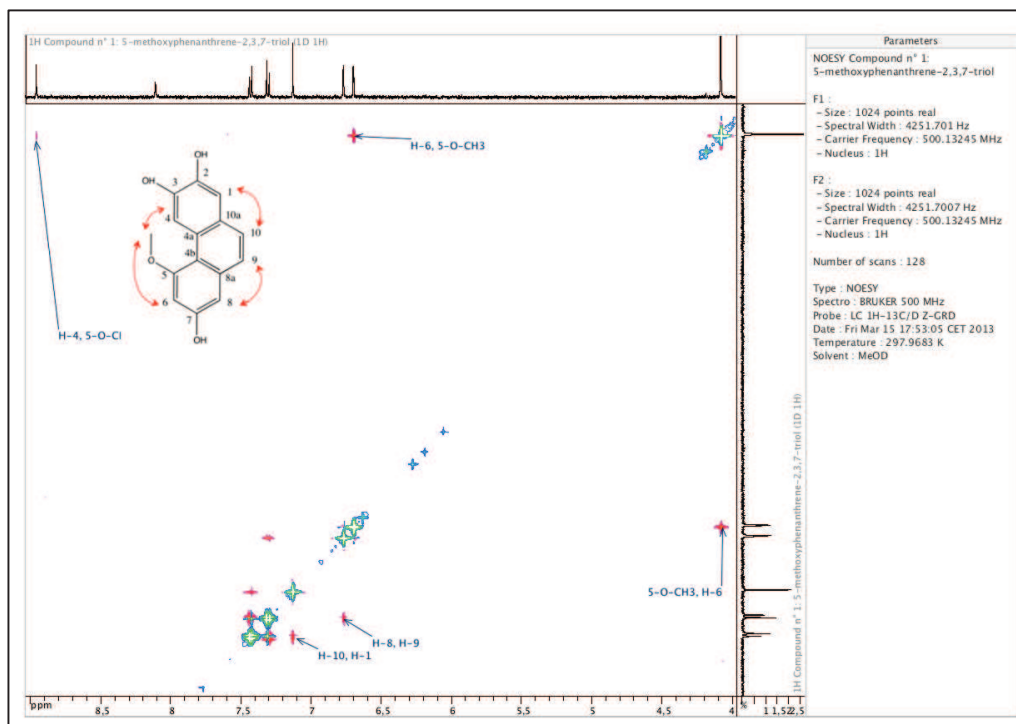 1H Compound n° 1: 5-methoxyphenanthrene-2,3,7-triol (1D 1H)
H-6, 5-O-CH3
OH
OH
2
3
1
4
10a
10
4a
4b
9
O
5
8a
6
8
7
OH
H-4, 5-O-Cl
5-O-CH3, H-6
H-8, H-9
H-10, H-1
ppm
8,5
8
7,5
7
6,5
6
5,5
5
4,5
4
1H Compound n° 1: 5-methoxyphenanthrene-2,3,7-triol (1D 1H)
Parameters
NOESY Compound n° 1:
5-methoxyphenanthrene-2,3,7-triol
F1 :
- Size : 1024 points real
- Spectral Width : 4251.701 Hz
- Carrier Frequency : 500.13245 MHz
- Nucleus : 1H
F2 :
- Size : 1024 points real
- Spectral Width : 4251.7007 Hz
- Carrier Frequency : 500.13245 MHz
- Nucleus : 1H
Number of scans : 128
Type : NOESY
Spectro : BRUKER 500 MHz
Probe : LC 1H-13C/D Z-GRD
Date : Fri Mar 15 17:53:05 CET 2013
Temperature : 297.9683 K
Solvent : MeOD